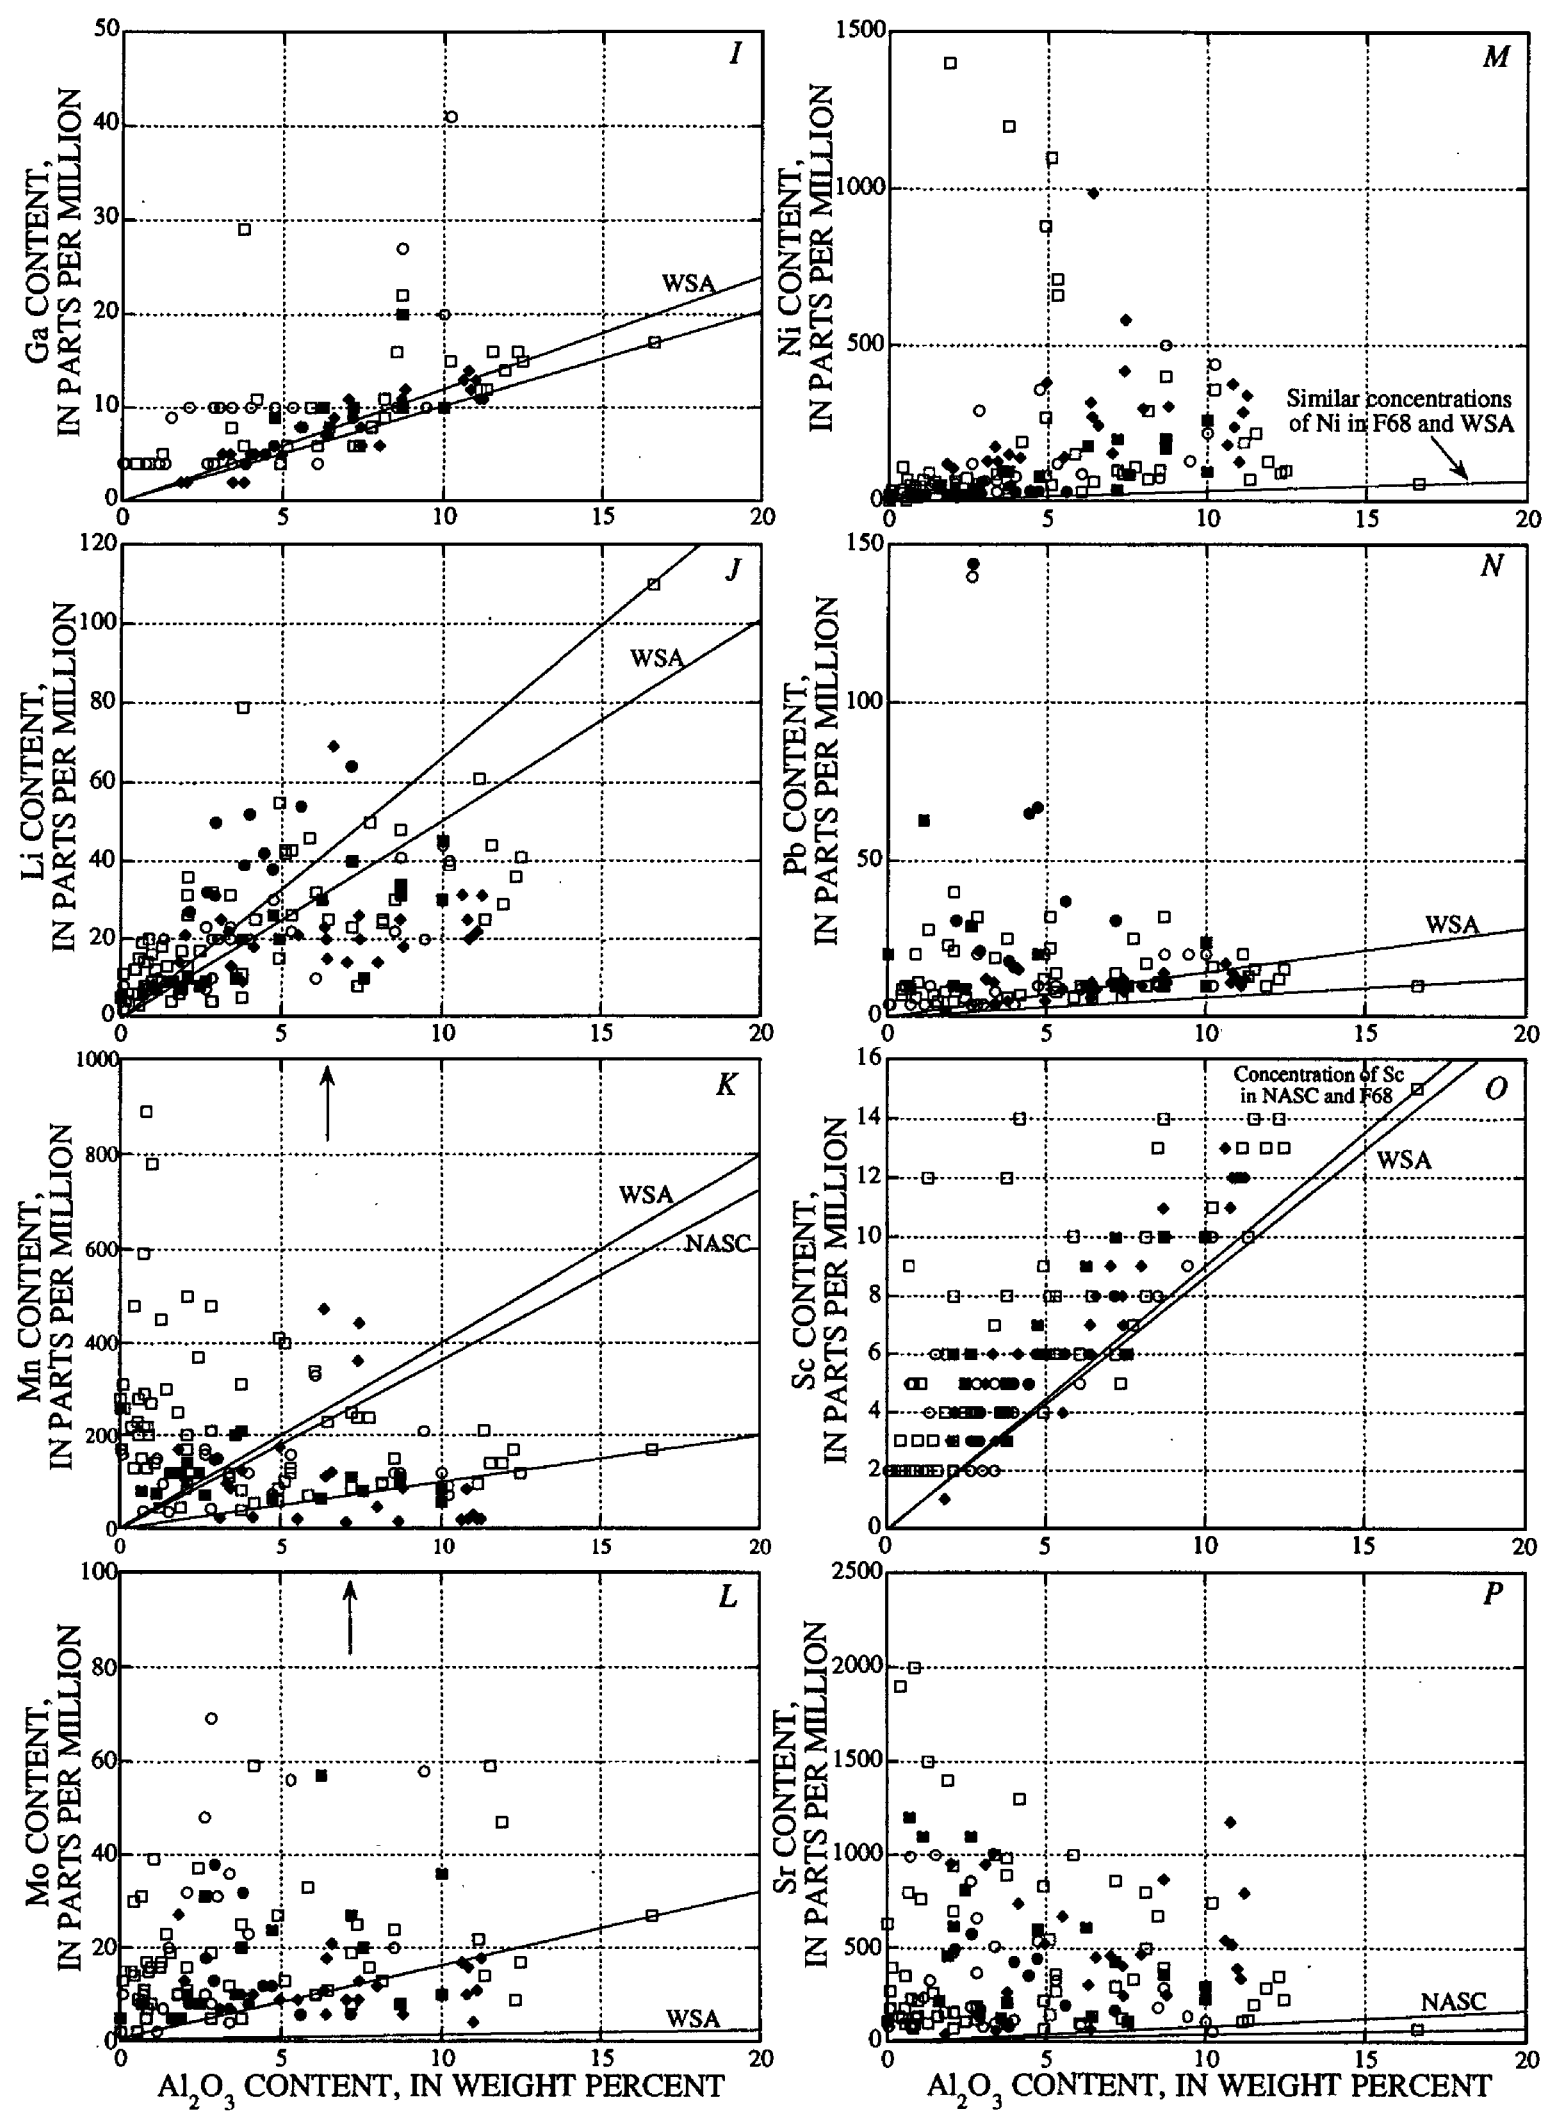 I
Ga CONTENT,
IN PARTS PER MILLION
50
40
30
20
10
0
WSA
0 5 10 15 20
M
Ni CONTENT,
IN PARTS PER MILLION
1500
1000
500
0
Similar concentrations
of Ni in F68 and WSA
0 5 10 15 20
J
Li CONTENT,
IN PARTS PER MILLION
120
100
80
60
40
20
0
WSA
0 5 10 15 20
N
Pb CONTENT,
IN PARTS PER MILLION
150
100
50
0
WSA
0 5 10 15 20
K
Mn CONTENT,
IN PARTS PER MILLION
1000
800
600
400
200
0
WSA
NASC
0 5 10 15 20
O
Sc CONTENT,
IN PARTS PER MILLION
16
14
12
10
8
6
4
2
0
Concentration of Sc
in NASC and F68
WSA
0 5 10 15 20
L
Mo CONTENT,
IN PARTS PER MILLION
100
80
60
40
20
0
WSA
0 5 10 15 20
Al2O3 CONTENT, IN WEIGHT PERCENT
P
Sr CONTENT,
IN PARTS PER MILLION
2500
2000
1500
1000
500
0
NASC
0 5 10 15 20
Al2O3 CONTENT, IN WEIGHT PERCENT